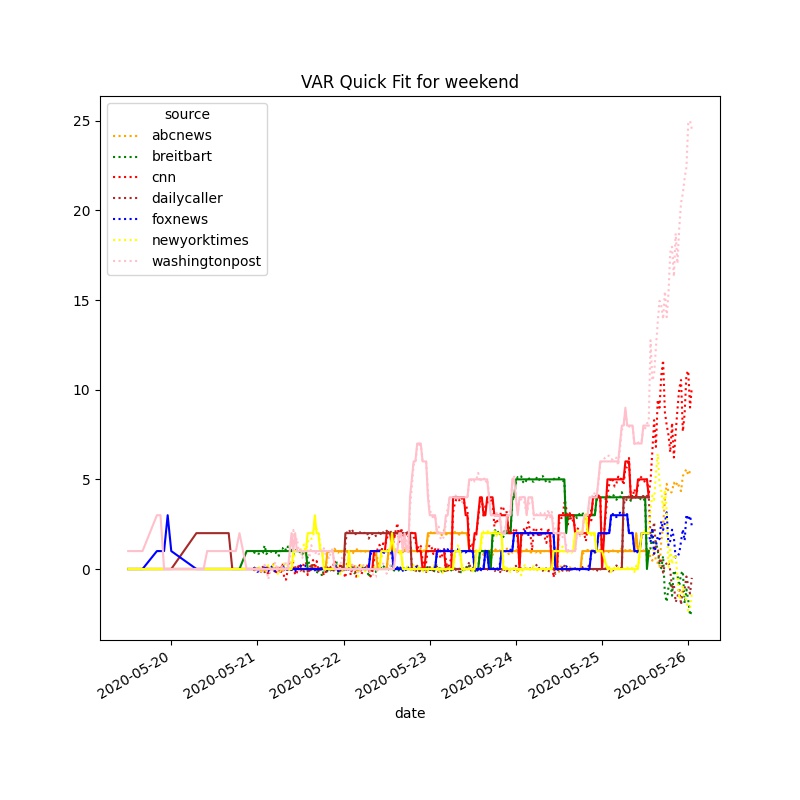 VAR Quick Fit for weekend
source
abcnews
breitbart
cnn
dailycaller
foxnews
newyorktimes
washingtonpost
25
20
15
10
5
0
2020-05-20
2020-05-21
2020-05-22
2020-05-23
2020-05-24
2020-05-25
2020-05-26
date